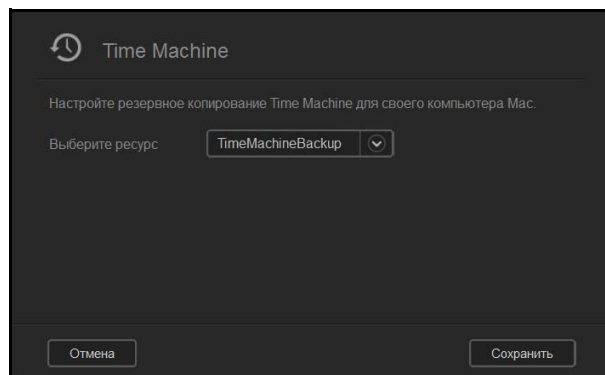 Time Machine
Настройте резервное копирование Time Machine для своего компьютера Mac.
Выберите ресурс TimeMachineBackup
Отмена Сохранить